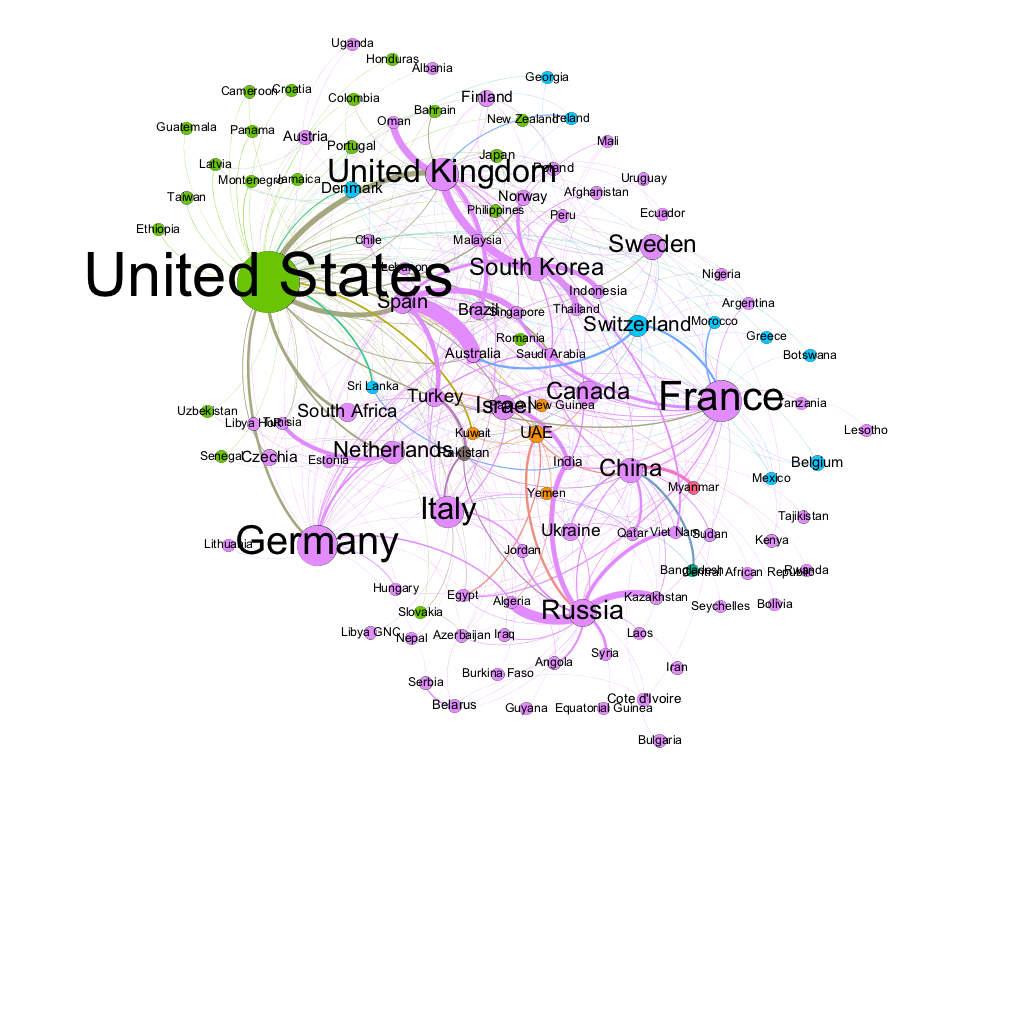 Uganda
Honduras
Albania
Georgia
Cameroon
Croatia
Colombia
Finland
Bahrain
Oman
New Zealand
Ireland
Guatemala
Panama
Austria
Portugal
Japan
Mali
Latvia
United Kingdom
Poland
Montenegro
Jamaica
Denmark
Afghanistan
Uruguay
Taiwan
Norway
Philippines
Peru
Ecuador
Ethiopia
Chile
Malaysia
Sweden
United States
Lebanon
South Korea
Nigeria
Spain
Indonesia
Argentina
Brazil
Singapore
Thailand
Switzerland
Morocco
Greece
Romania
Australia
Saudi Arabia
Botswana
Sri Lanka
Turkey
Canada
France
Israel
Papua New Guinea
Tanzania
Uzbekistan
South Africa
Libya HoR
Tunisia
Kuwait
UAE
Lesotho
Senegal
Czechia
Estonia
Netherlands
Pakistan
India
China
Belgium
Mexico
Myanmar
Yemen
Italy
Ukraine
Qatar
Viet Nam
Sudan
Tajikistan
Lithuania
Germany
Jordan
Kenya
Bangladesh
Central African Republic
Rwanda
Hungary
Egypt
Algeria
Kazakhstan
Seychelles
Bolivia
Slovakia
Russia
Libya GNC
Nepal
Azerbaijan
Iraq
Laos
Syria
Angola
Iran
Serbia
Burkina Faso
Belarus
Guyana
Equatorial Guinea
Cote d'Ivoire
Bulgaria